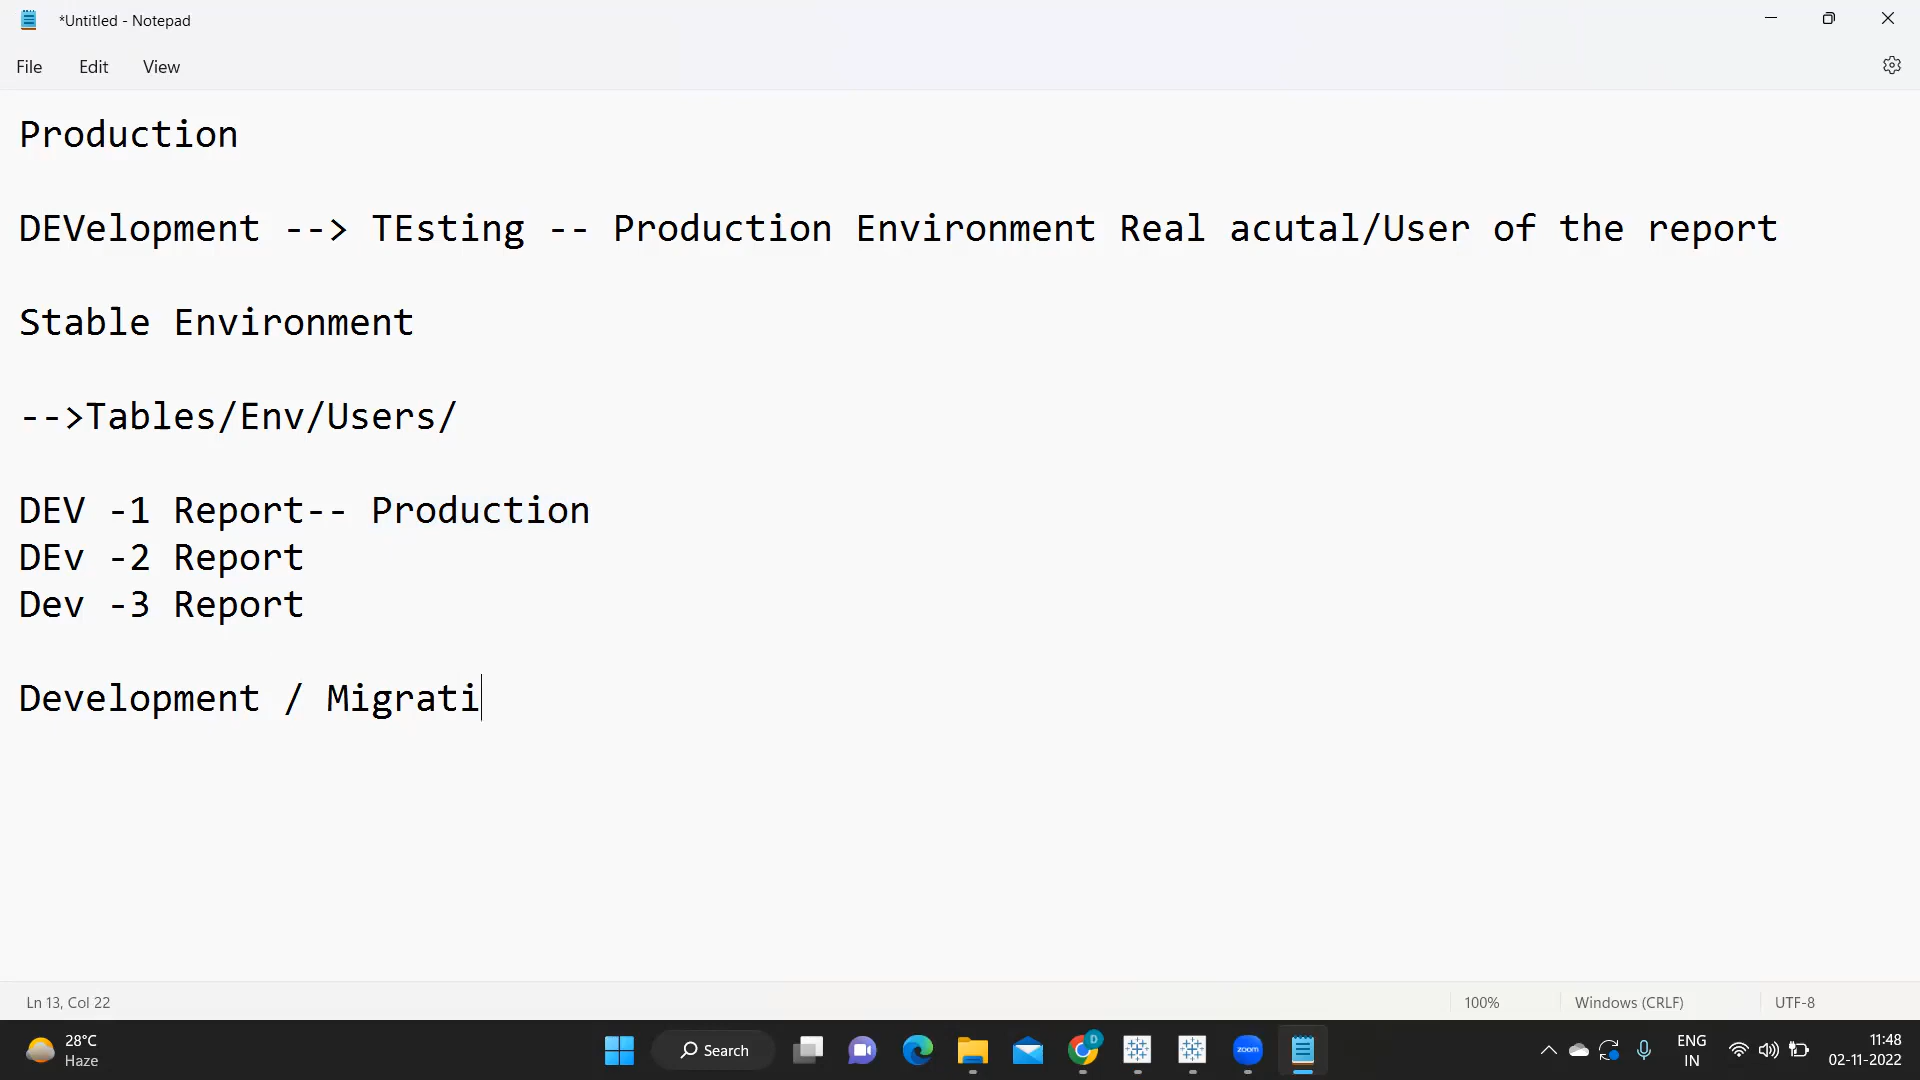 *Untitled - Notepad
File Edit View
Production
DEVelopment --> TEsting -- Production Environment Real acutal/User of the report
Stable Environment
-->Tables/Env/Users/
DEV -1 Report-- Production
DEv -2 Report
Dev -3 Report
Development / Migrati
Ln 13, Col 22 100% Windows (CRLF) UTF-8
28°C
Haze
Search
D
zoom
ENG
IN
11:48
02-11-2022